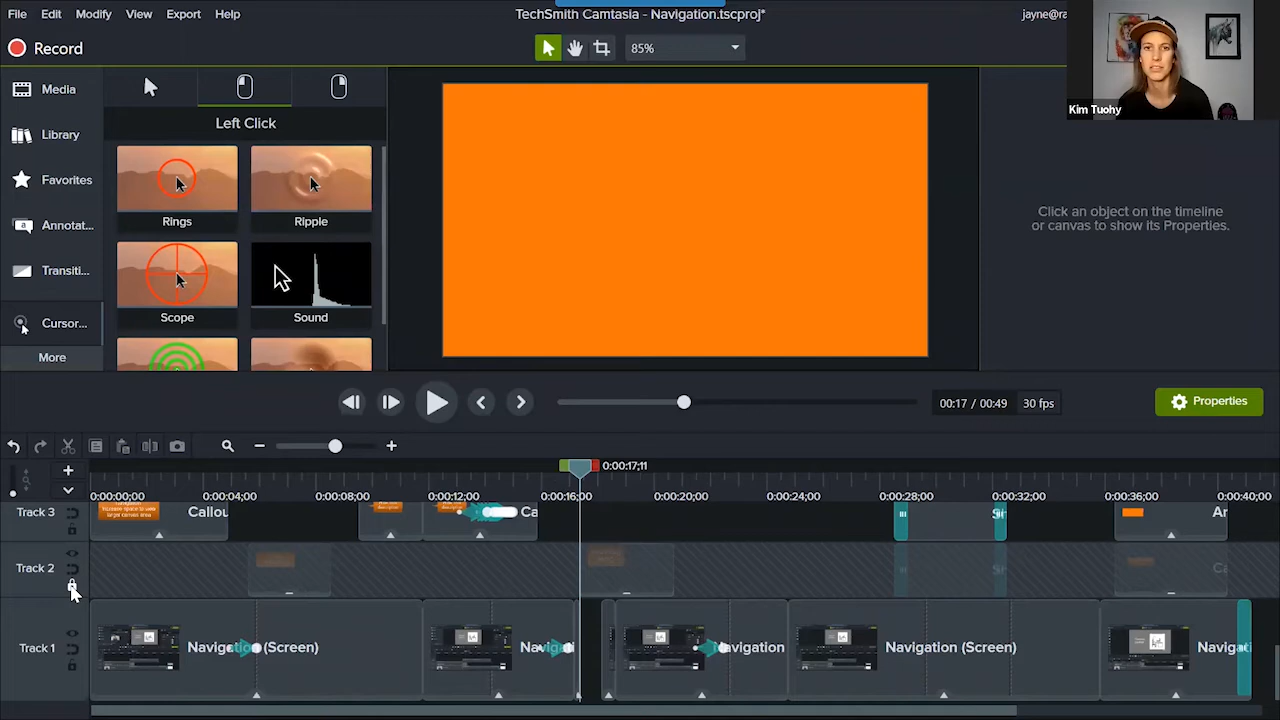 File Edit Modify View Export Help
TechSmith Camtasia - Navigation.tscproj*
jayne@ra
Record
85%
Kim Tuohy
Media
Library
Favorites
Annotat...
Transiti...
Cursor...
More
Left Click
Rings
Ripple
Scope
Sound
Click an object on the timeline
or canvas to show its Properties.
00:17 / 00:49
30 fps
Properties
0:00:17;11
0:00:00;00 0:00:04;00 0:00:08;00 0:00:12;00 0:00:16;00 0:00:20;00 0:00:24;00 0:00:28;00 0:00:32;00 0:00:36;00 0:00:40;00
Track 3
Callou
Ca
Track 2
Track 1
Navigation (Screen)
Naviga
Navigation
Navigation (Screen)
Navigati